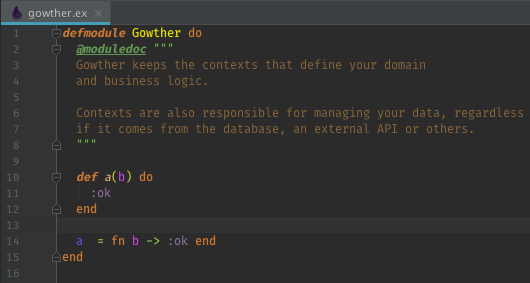 gowther.ex
1 defmodule Gowther do
2 @moduledoc """
3 Gowther keeps the contexts that define your domain
4 and business logic.
5
6 Contexts are also responsible for managing your data, regardless
7 if it comes from the database, an external API or others.
8 """
9
10 def a(b) do
11 :ok
12 end
13
14 a  = fn b -> :ok end
15 end
16